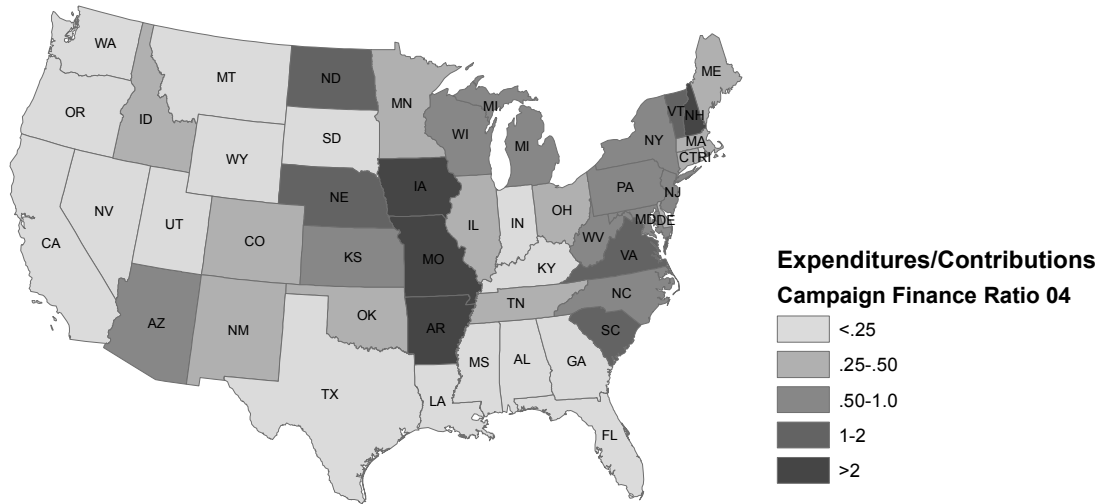 WA
MT
ND
ME
OR
MN
VT NH
ID
MI
SD
WI
NY
MA
WY
MI
CTRI
IA
PA
NE
NJ
NV
IL
IN
OH
MD DE
UT
CA
CO
WV
KS
MO
VA
KY
NC
TN
AZ
OK
NM
AR
SC
MS
AL
GA
TX
LA
FL
Expenditures/Contributions
Campaign Finance Ratio 04
<.25
.25-.50
.50-1.0
1-2
>2